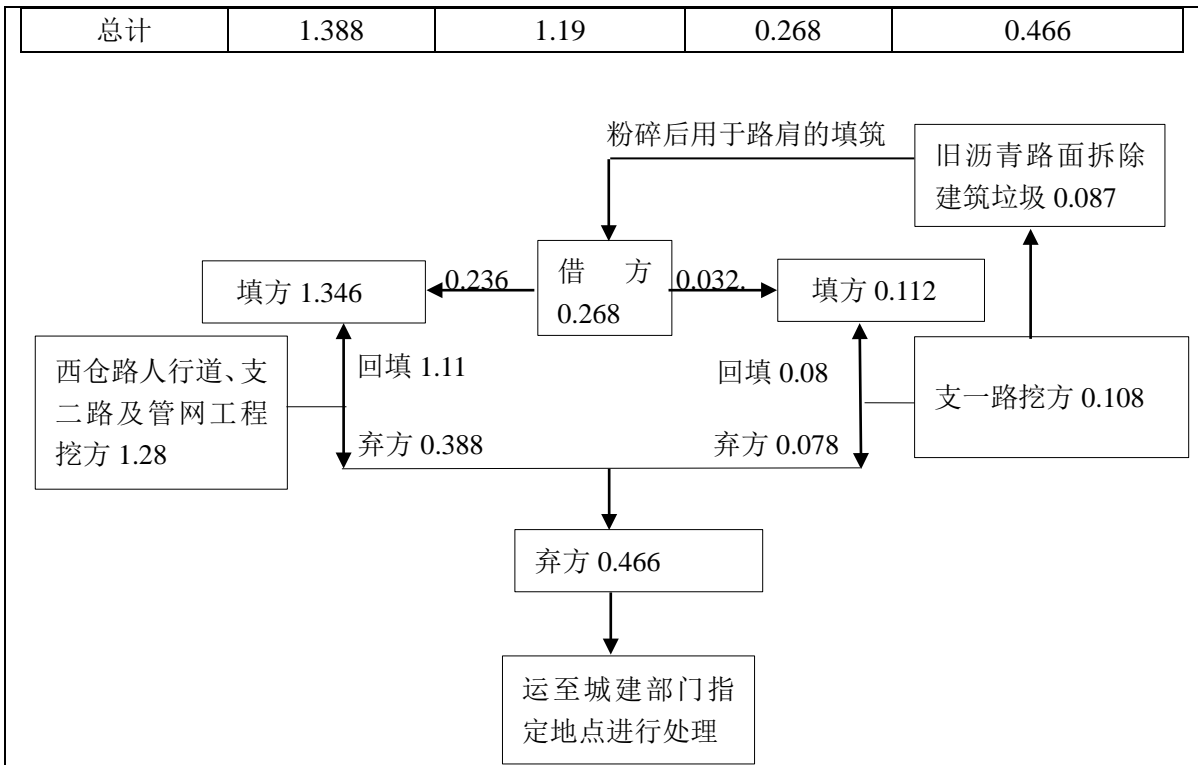 总计 1.388 1.19 0.268 0.466
粉碎后用于路肩的填筑
旧沥青路面拆除
建筑垃圾 0.087
填方 1.346
0.236
借 方
0.268
0.032.
填方 0.112
西仓路人行道、支
二路及管网工程
挖方 1.28
回填 1.11
回填 0.08
支一路挖方 0.108
弃方 0.388
弃方 0.078
弃方 0.466
运至城建部门指
定地点进行处理